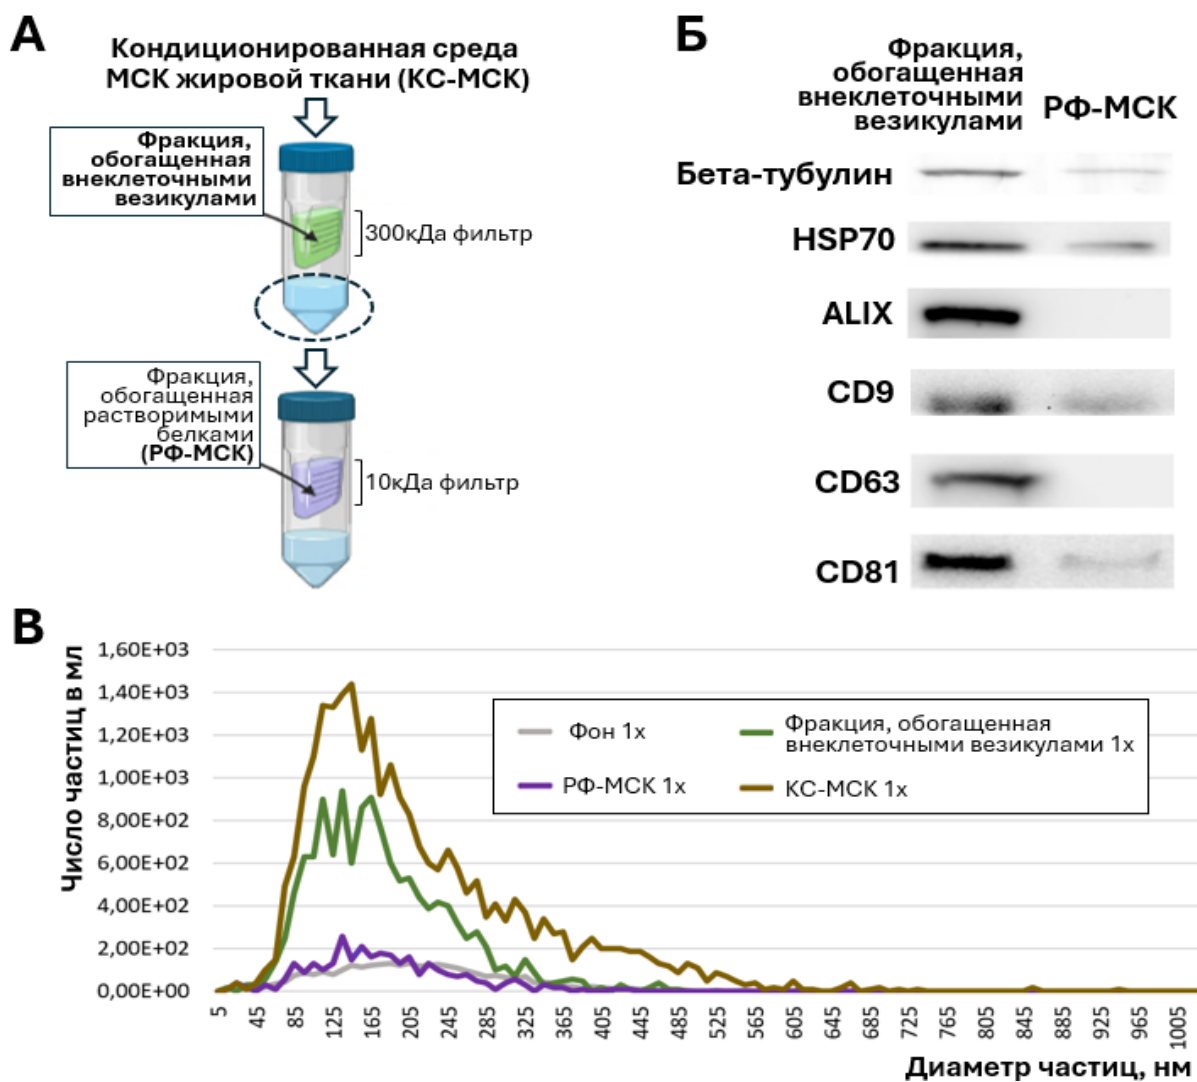 А
Кондиционированная среда
МСК жировой ткани (КС-МСК)
Фракция,
обогащенная
внеклеточными
везикулами
300кДа фильтр
Фракция,
обогащенная
растворимыми
белками
(РФ-МСК)
10кДа фильтр
Б
Фракция,
обогащенная
внеклеточными
везикулами
РФ-МСК
Бета-тубулин
HSP70
ALIX
CD9
CD63
CD81
В
Число частиц в мл
1,60E+03
1,40E+03
1,20E+03
1,00E+03
8,00E+02
6,00E+02
4,00E+02
2,00E+02
0,00E+00
Фон 1x
Фракция, обогащенная
внеклеточными везикулами 1x
РФ-МСК 1x
КС-МСК 1x
5 45 85 125 165 205 245 285 325 365 405 445 485 525 565 605 645 685 725 765 805 845 885 925 965 1005
Диаметр частиц, нм